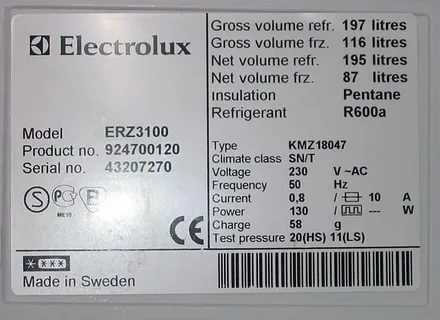 Electrolux
Model ERZ3100
Product no. 924700120
Serial no. 43207270
Made in Sweden
Gross volume refr. 197 litres
Gross volume frz. 116 litres
Net volume refr. 195 litres
Net volume frz. 87 litres
Insulation Pentane
Refrigerant R600a
Type KMZ18047
Climate class SN/T
Voltage 230 V ~AC
Frequency 50 Hz
Current 0,8 / 10 A
Power 130 / --- W
Charge 58 g
Test pressure 20(HS) 11(LS)
S PG B
CE